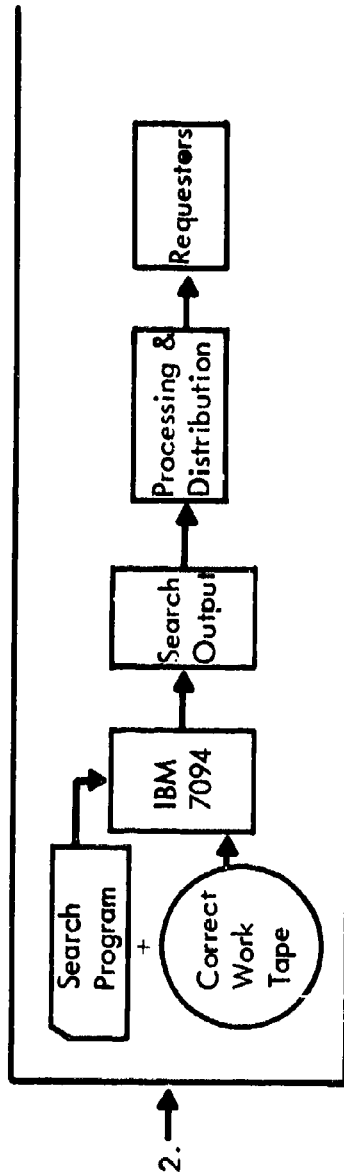 2.
Search
Program
+
Correct
Work
Tape
IBM
7094
Search
Output
Processing &
Distribution
Requestors